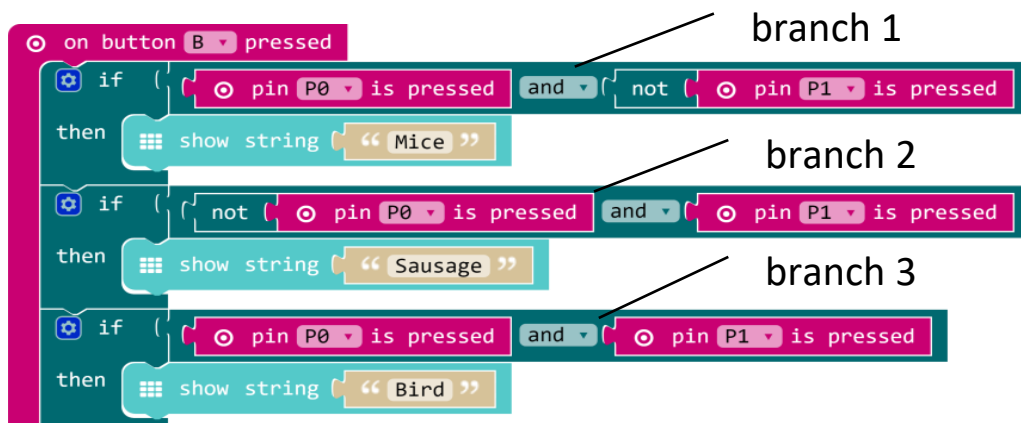 branch 1
on button B pressed
if pin P0 is pressed and not pin P1 is pressed
then show string “ Mice ”
branch 2
if not pin P0 is pressed and pin P1 is pressed
then show string “ Sausage ”
branch 3
if pin P0 is pressed and pin P1 is pressed
then show string “ Bird ”